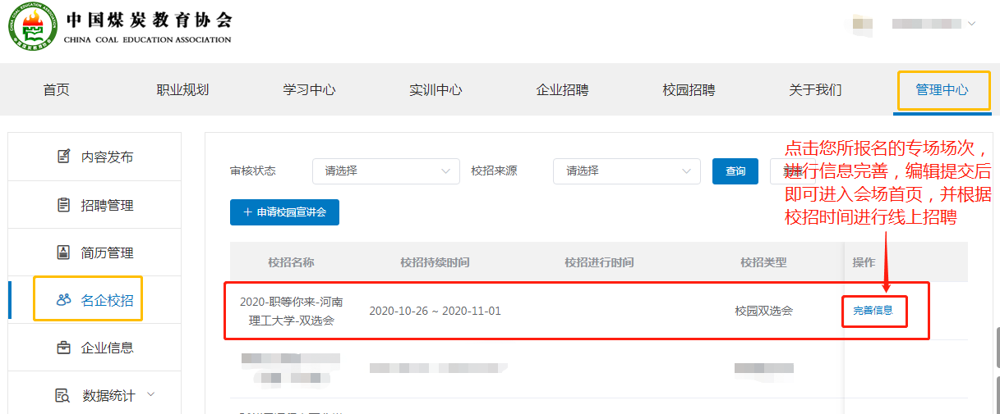 中国煤炭教育协会
CHINA COAL EDUCATION ASSOCIATION
首页
职业规划
学习中心
实训中心
企业招聘
校园招聘
关于我们
管理中心
内容发布
招聘管理
简历管理
名企校招
企业信息
数据统计
审核状态
请选择
校招来源
请选择
查询
点击您所报名的专场场次，
进行信息完善，编辑提交后
即可进入会场首页，并根据
校招时间进行线上招聘
+ 申请校园宣讲会
校招名称
校招持续时间
校招进行时间
校招类型
操作
2020-职等你来-河南
理工大学-双选会
2020-10-26 ~ 2020-11-01
校园双选会
完善信息